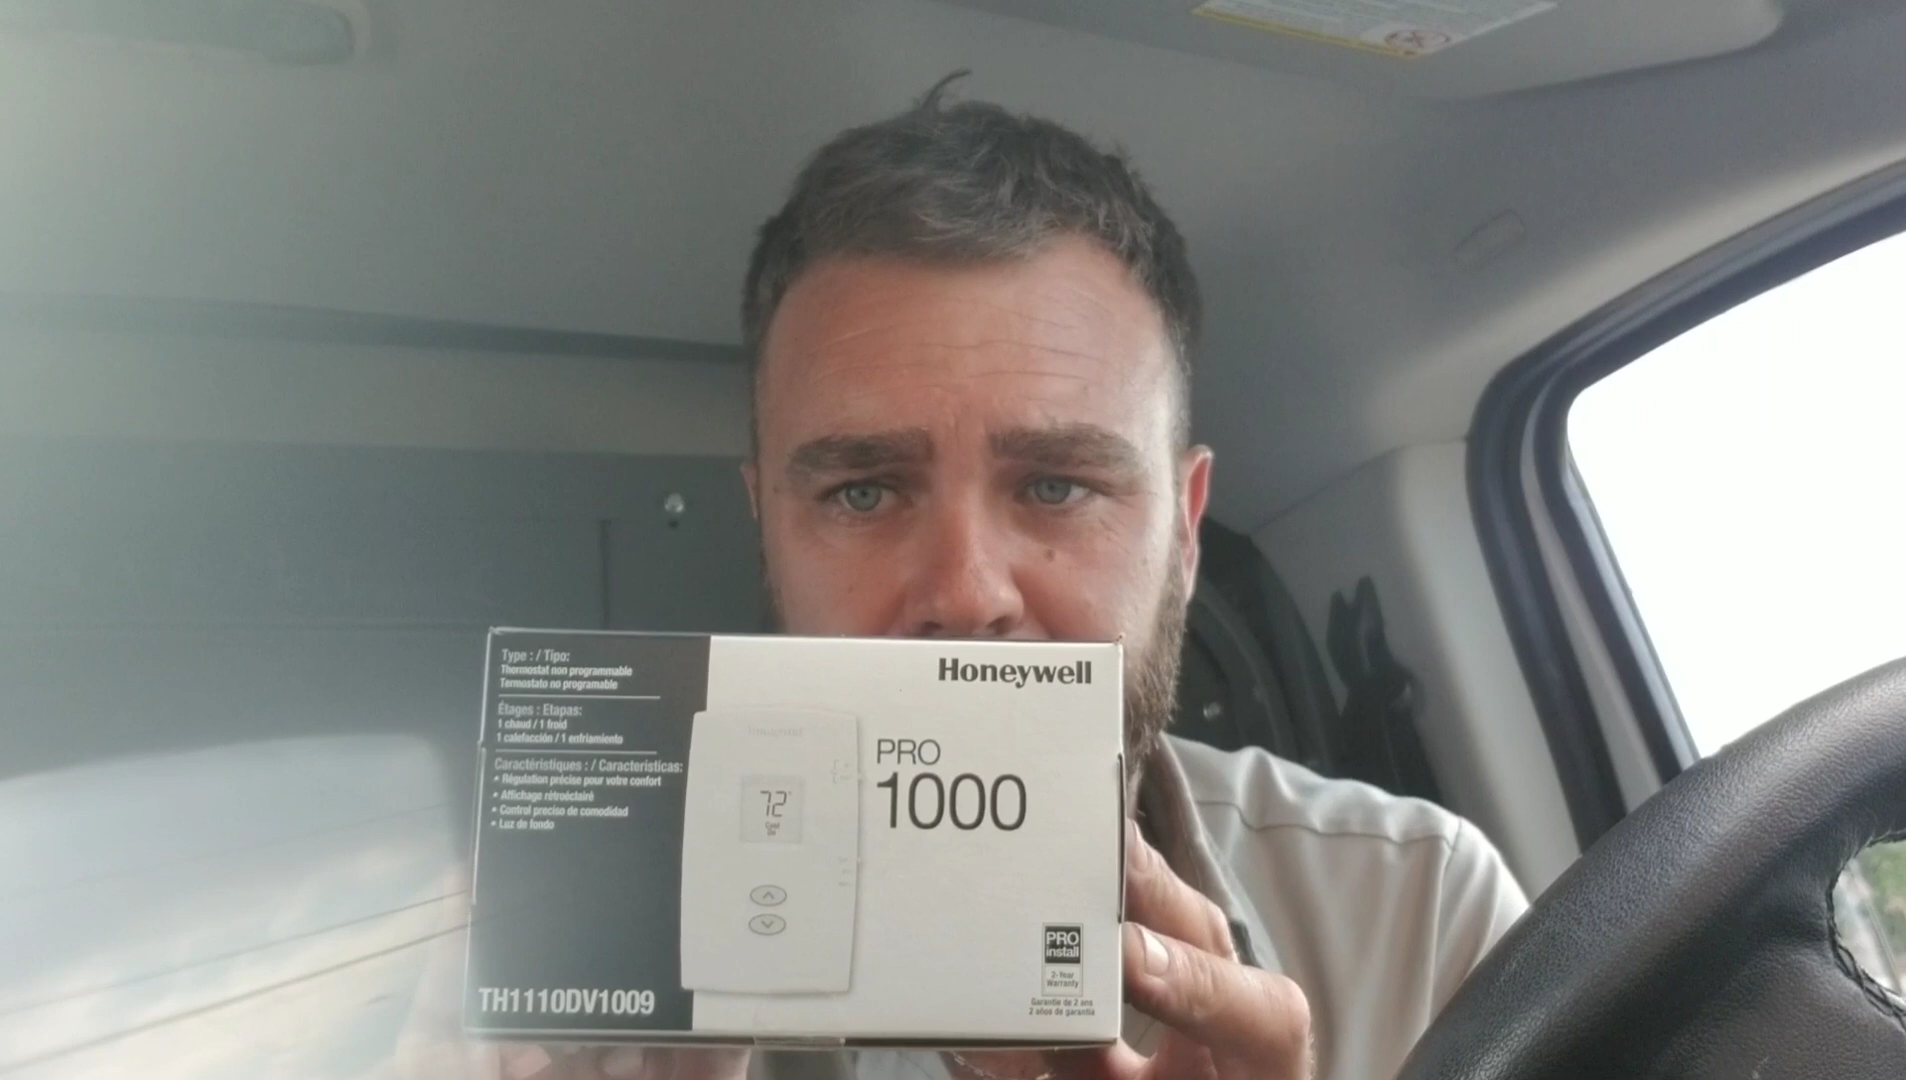 Type : / Tipo:
Thermostat non programmable
Termostato no programable
Étages : Etapas:
1 chaud / 1 froid
1 calefacción / 1 enfriamiento
Caractéristiques : / Características:
• Régulation précise pour votre confort
• Affichage rétroéclairé
• Control preciso de comodidad
• Luz de fondo
TH1110DV1009
Honeywell
PRO
1000
72°
Cool
On
PRO
install
2-Year
Warranty
Garantie de 2 ans
2 años de garantía